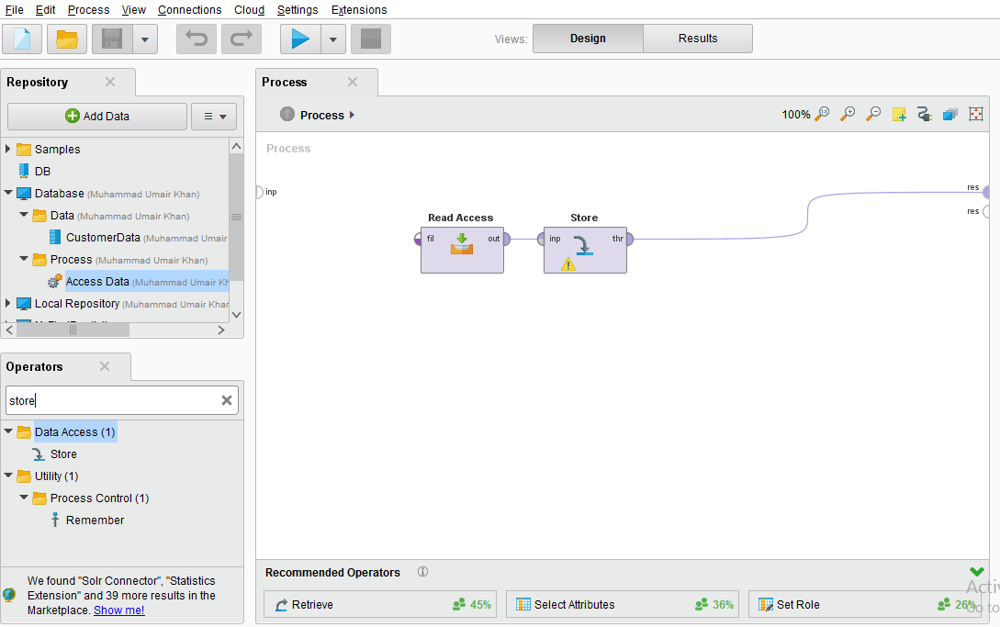 File Edit Process View Connections Cloud Settings Extensions
Views: Design Results
Repository
Add Data
Samples
DB
Database (Muhammad Umair Khan)
Data (Muhammad Umair Khan)
CustomerData (Muhammad Umair
Process (Muhammad Umair Khan)
Access Data (Muhammad Umair Kh
Local Repository (Muhammad Umair Khan
Operators
store
Data Access (1)
Store
Utility (1)
Process Control (1)
Remember
We found "Solr Connector", "Statistics
Extension" and 39 more results in the
Marketplace. Show me!
Process
Process
100%
Process
inp
res
res
Read Access
fil out
Store
inp thr
Recommended Operators
Retrieve 45%
Select Attributes 36%
Set Role 26%
Activ
Go to